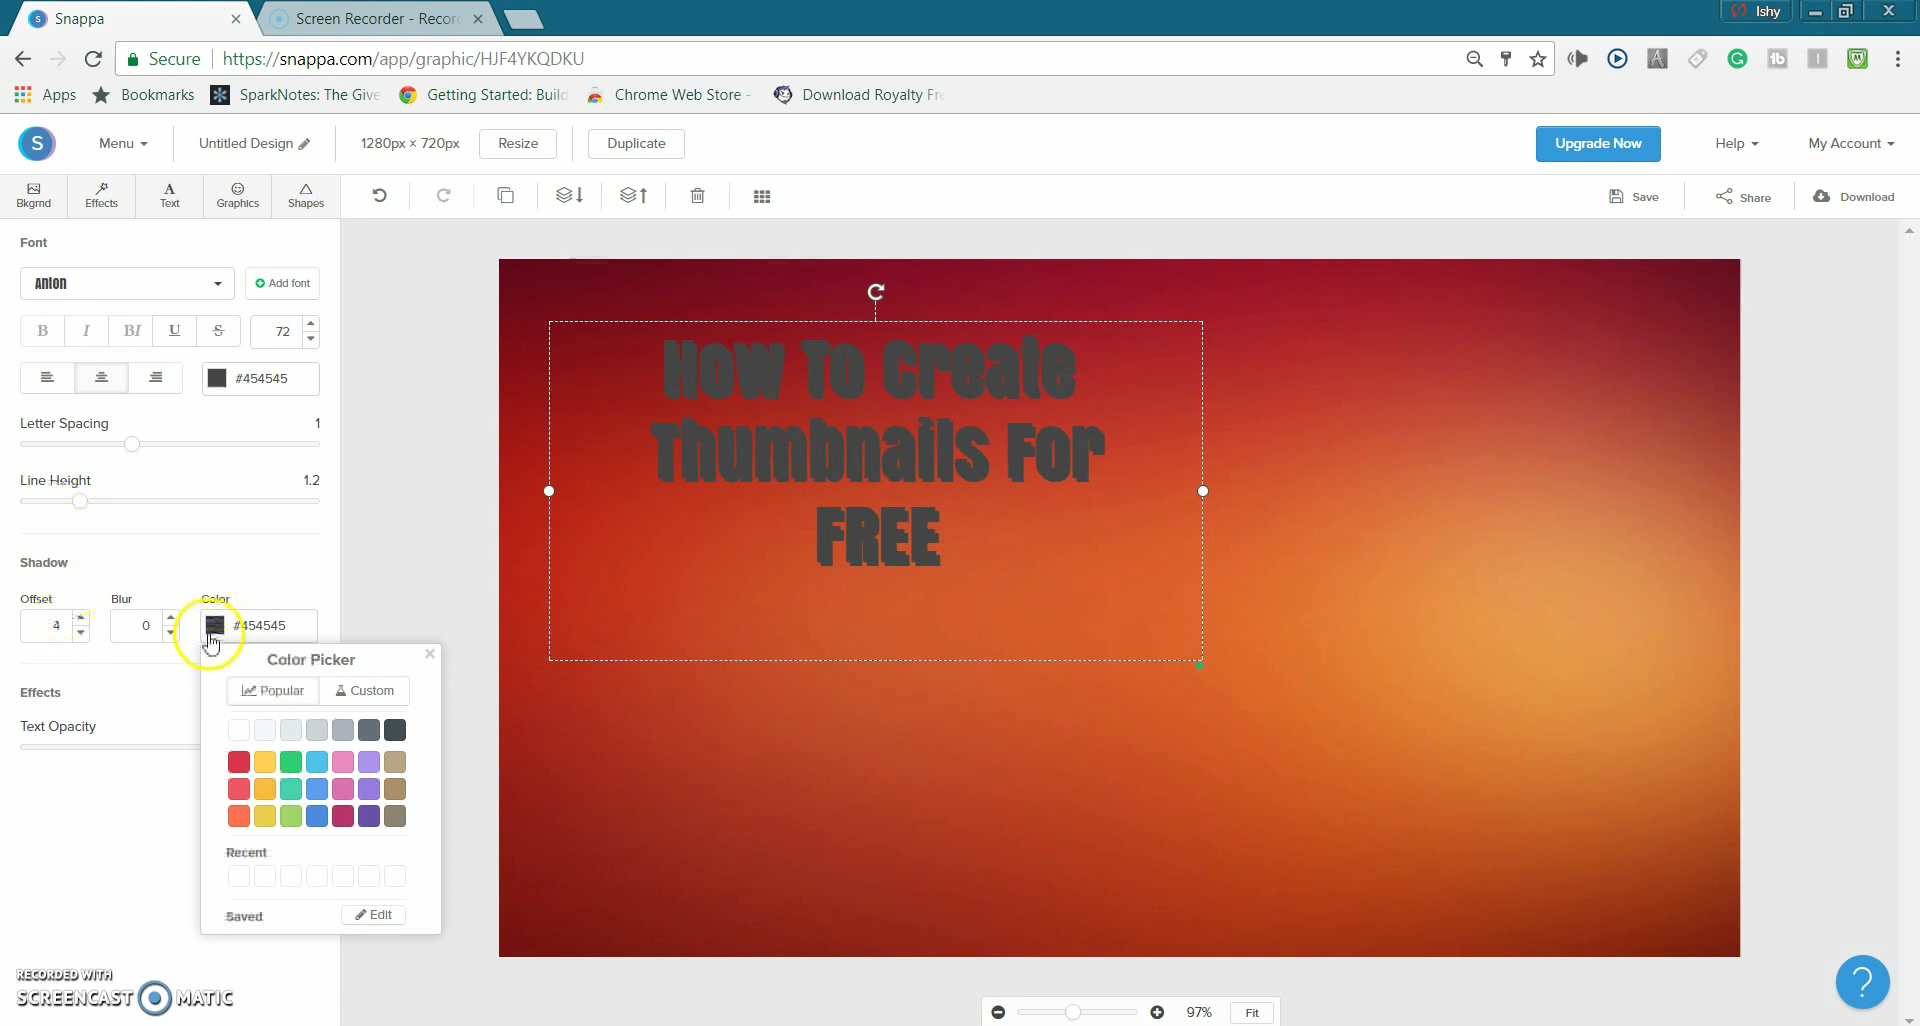 S Snappa
Screen Recorder - Recor
Ishy
Secure https://snappa.com/app/graphic/HJF4YKQDKU
Apps Bookmarks SparkNotes: The Give Getting Started: Build Chrome Web Store - Download Royalty Fre
S Menu Untitled Design 1280px × 720px Resize Duplicate Upgrade Now Help My Account
Bkgrnd Effects Text Graphics Shapes Save Share Download
Font
Anton Add font
B I BI U S 72
#454545
Letter Spacing 1
Line Height 1.2
Shadow
Offset Blur Color
4 0 #454545
Color Picker
Popular Custom
Effects
Text Opacity
Recent
Saved Edit
How To Create
Thumbnails For
FREE
RECORDED WITH
SCREENCAST MATIC
97% Fit
?